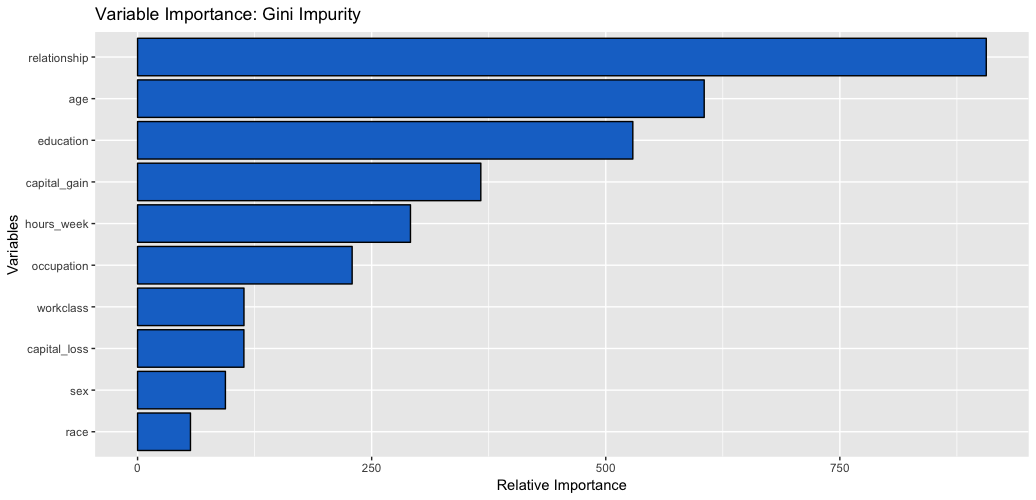 Variable Importance: Gini Impurity
Variables
relationship
age
education
capital_gain
hours_week
occupation
workclass
capital_loss
sex
race
0 250 500 750
Relative Importance